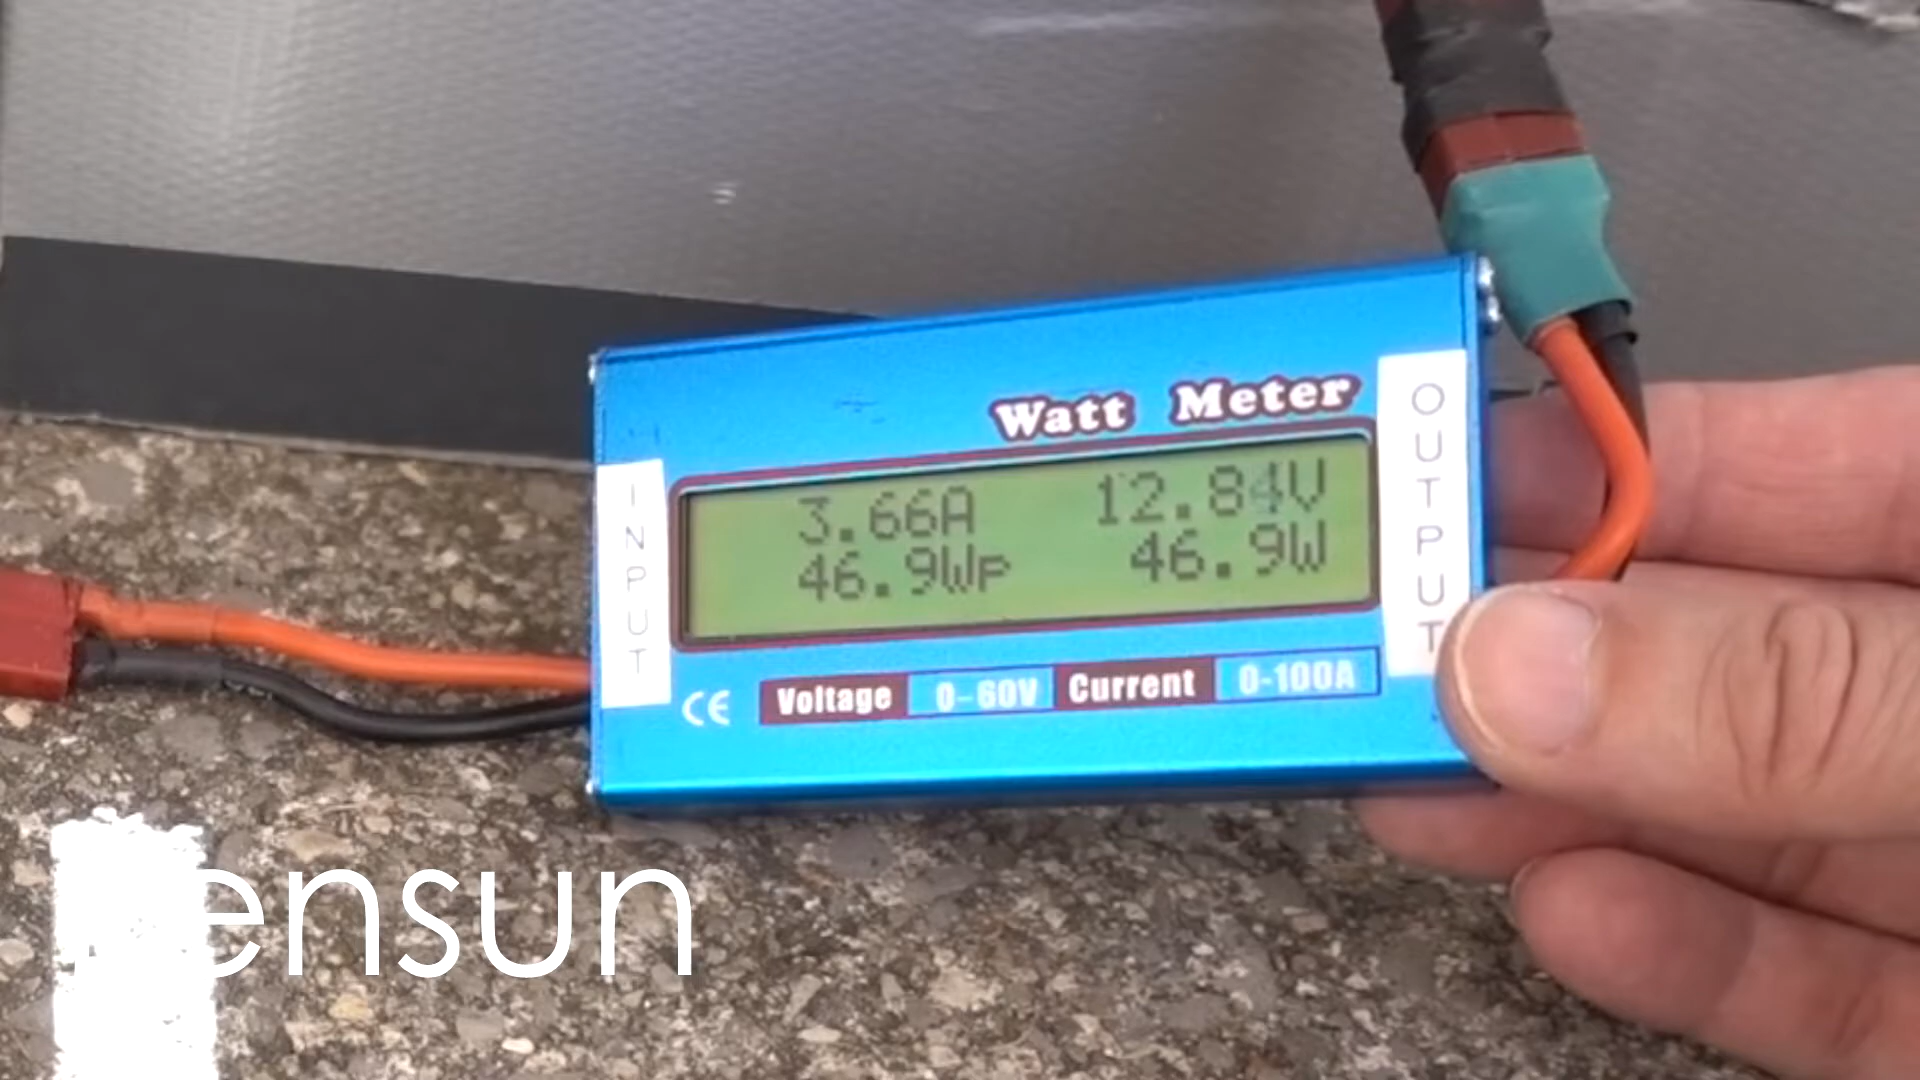 Watt Meter
INPUT
3.66A 12.84V
46.9Wp 46.9W
OUTPUT
CE Voltage 0-60V Current 0-100A